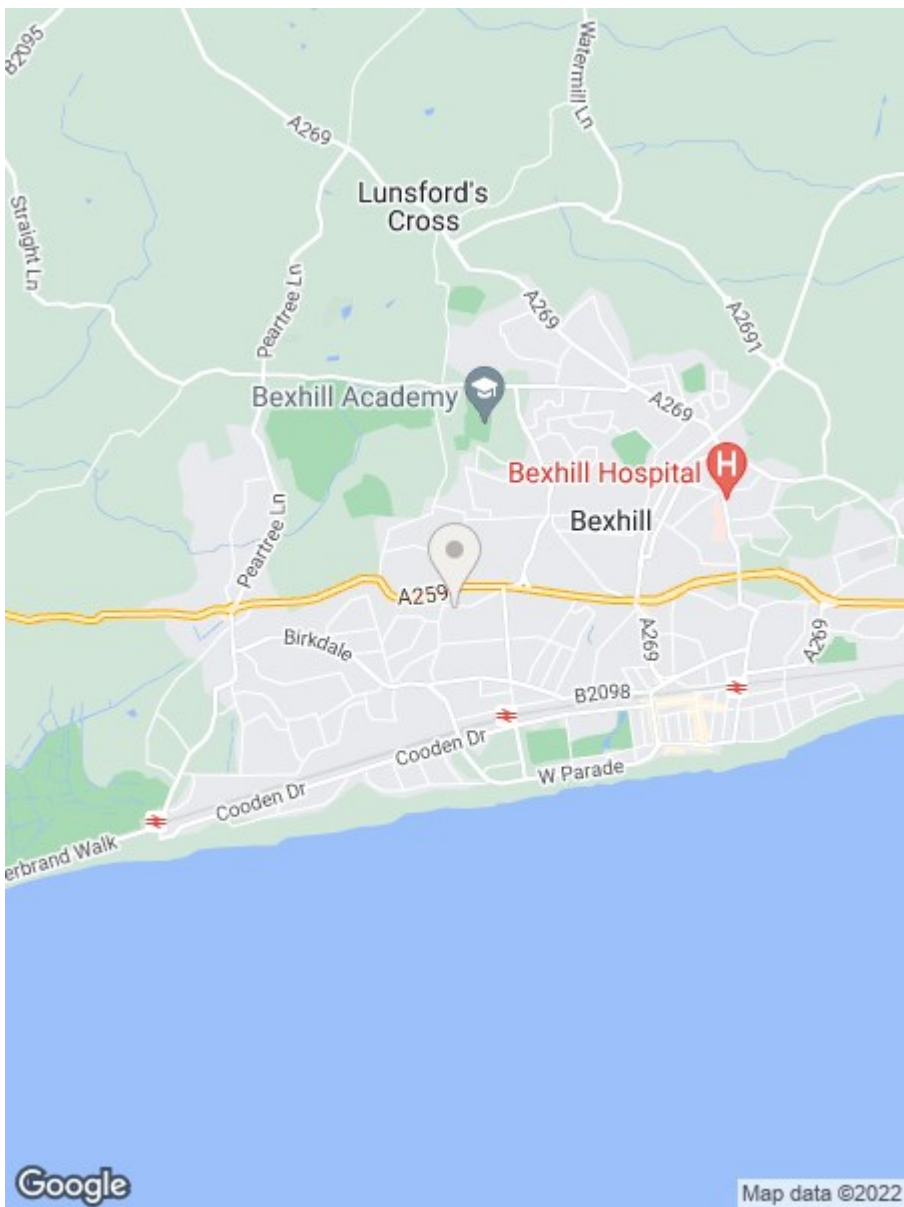 B2095
A269
Watermill Ln
Lunsford's
Cross
Straight Ln
Peartree Ln
A269
A2691
Bexhill Academy
A269
Bexhill Hospital
H
Bexhill
Peartree Ln
A259
Birkdale
A269
A269
B2098
Cooden Dr
W Parade
Cooden Dr
erbrand Walk
Google
Map data ©2022